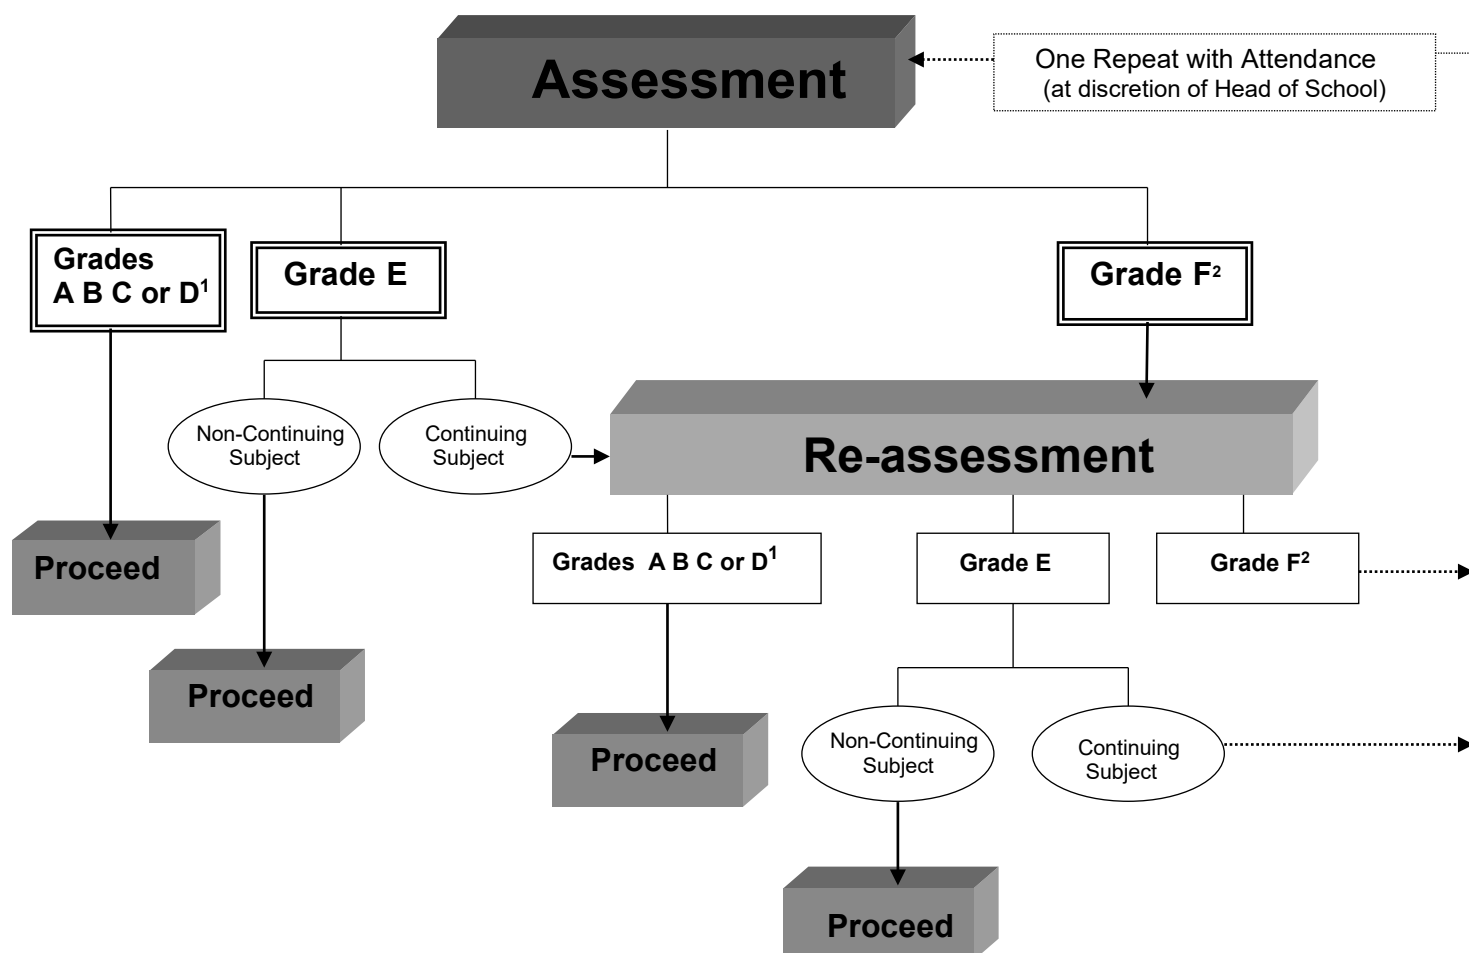 Assessment
One Repeat with Attendance
(at discretion of Head of School)
Grades
A B C or D¹
Grade E
Grade F²
Non-Continuing
Subject
Continuing
Subject
Re-assessment
Proceed
Grades A B C or D¹
Grade E
Grade F²
Proceed
Non-Continuing
Subject
Continuing
Subject
Proceed
Proceed